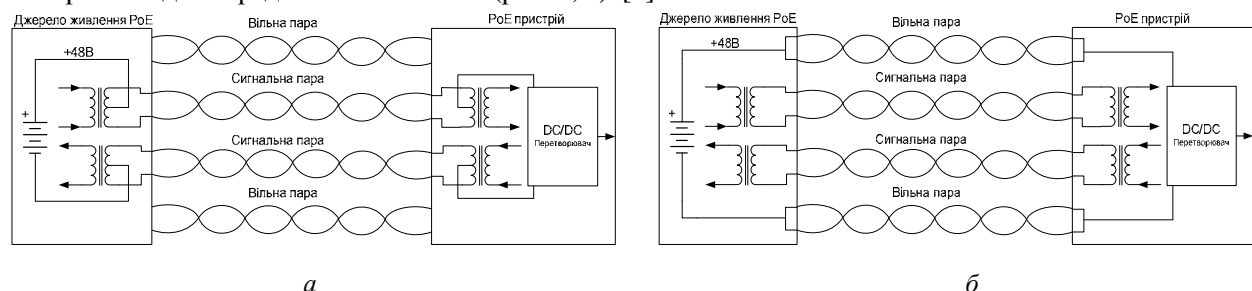 Джерело живлення PoE
Вільна пара
PoE пристрій
+48В
Сигнальна пара
+
DC/DC
Перетворювач
Сигнальна пара
Вільна пара
а
Джерело живлення PoE
Вільна пара
PoE пристрій
+48В
Сигнальна пара
+
DC/DC
Перетворювач
Сигнальна пара
Вільна пара
б